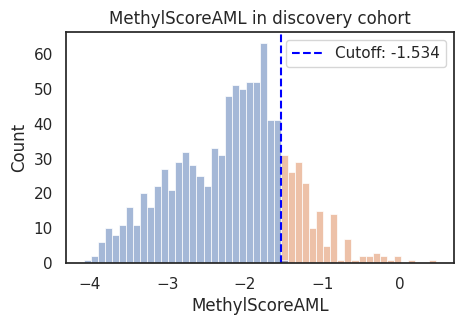 MethylScoreAML in discovery cohort
Cutoff: -1.534
Count
60
50
40
30
20
10
0
−4 −3 −2 −1 0
MethylScoreAML